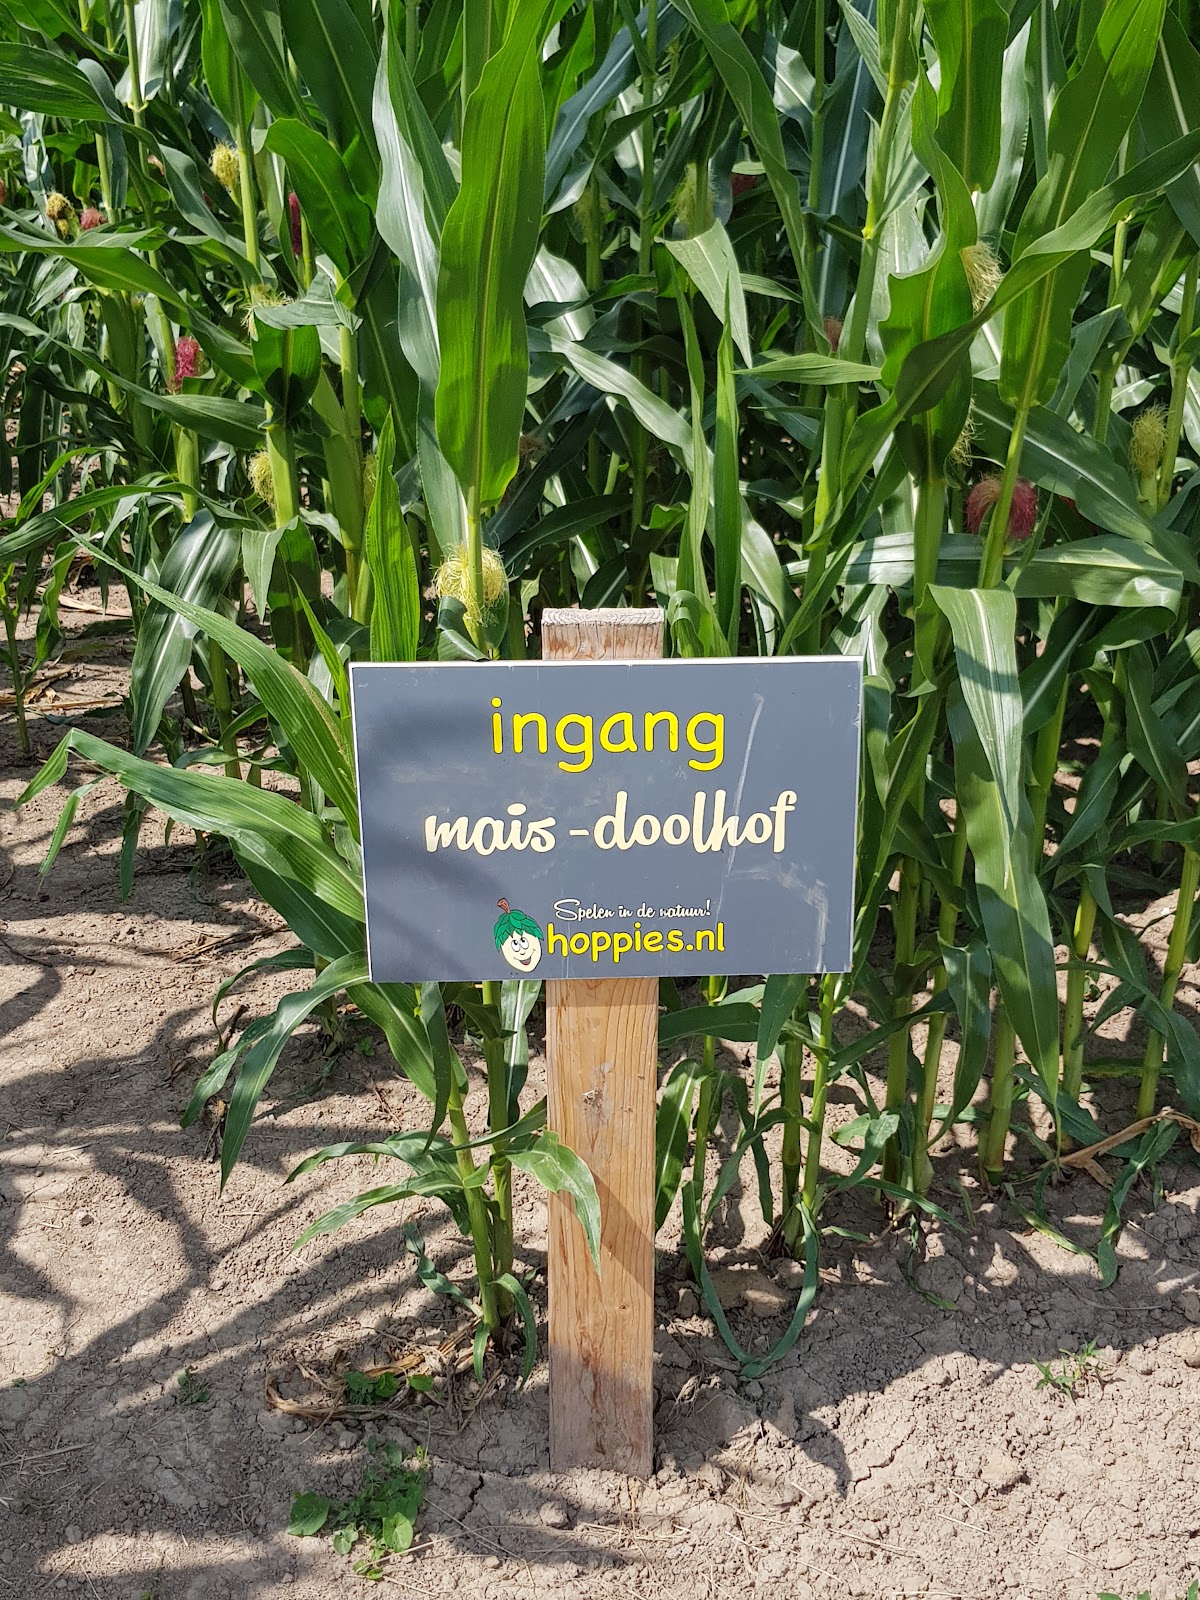 ingang
mais-doolhof
Spelen in de natuur!
hoppies.nl